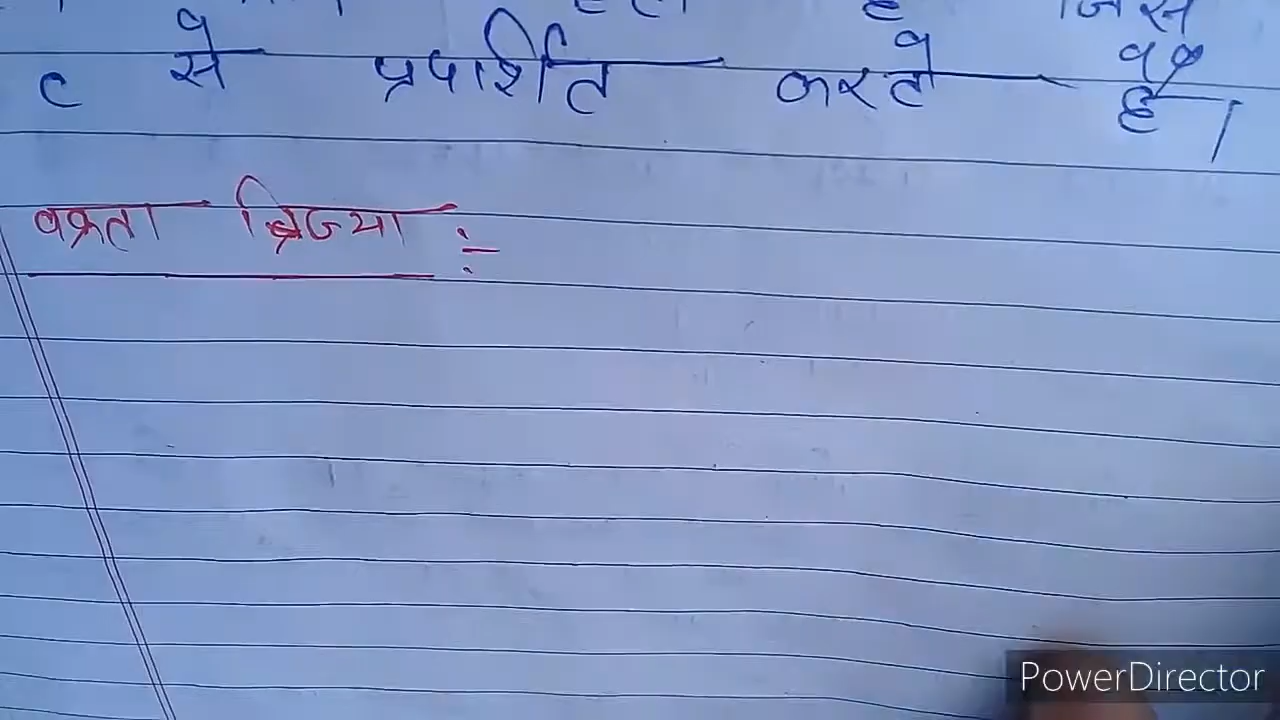 है जिसे
C से प्रदर्शित करते हैं।
वक्रता त्रिज्या :-
PowerDirector